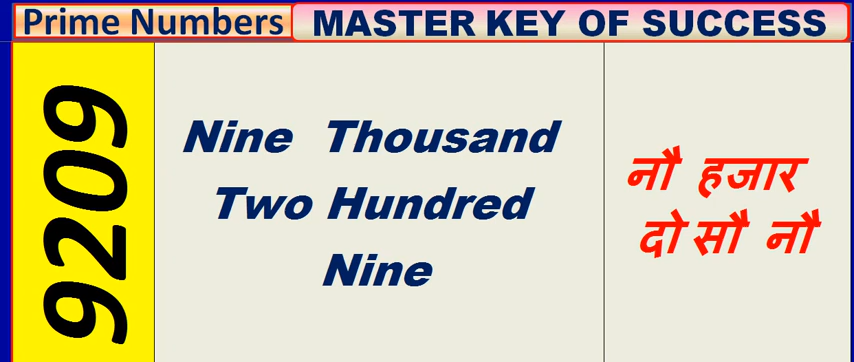 Prime Numbers MASTER KEY OF SUCCESS
9209
Nine Thousand
Two Hundred
Nine
नौ हजार
दो सौ नौ